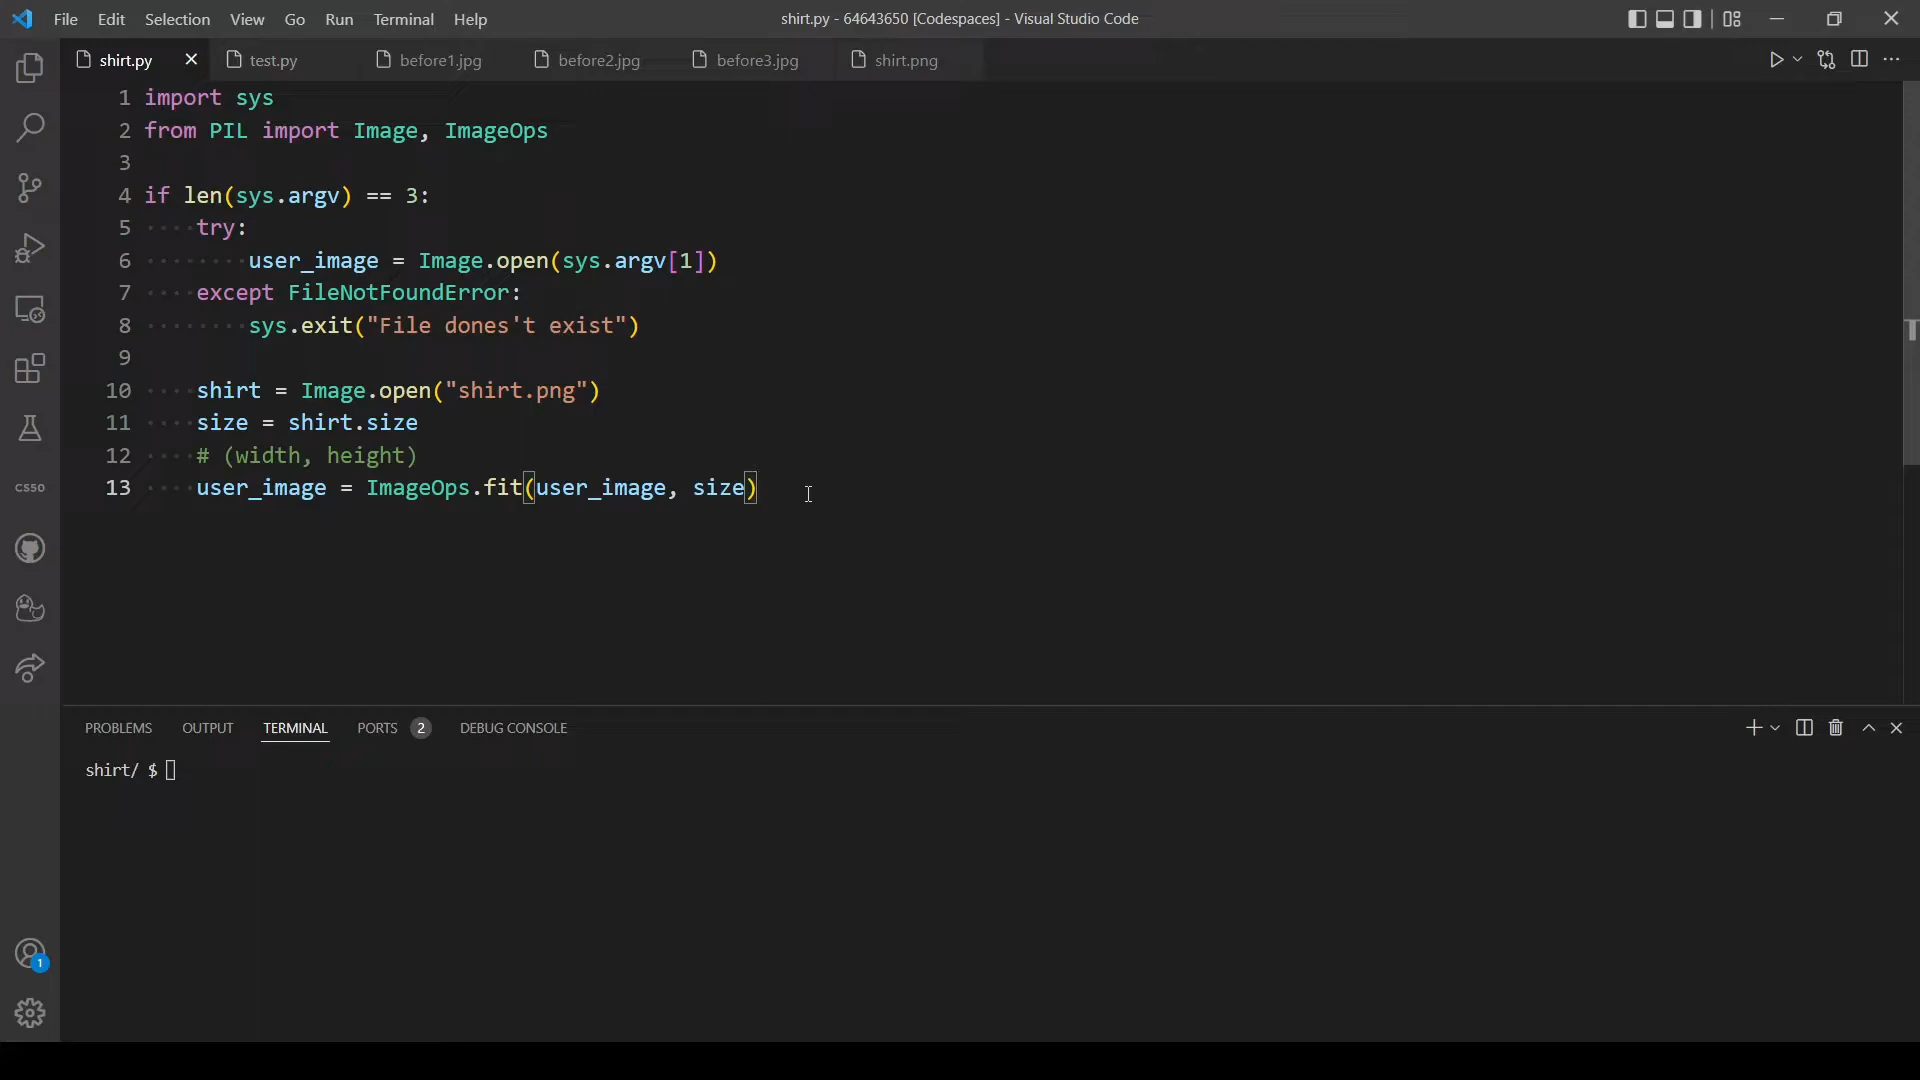 File Edit Selection View Go Run Terminal Help
shirt.py - 64643650 [Codespaces] - Visual Studio Code
shirt.py test.py before1.jpg before2.jpg before3.jpg shirt.png
1 import sys
2 from PIL import Image, ImageOps
3
4 if len(sys.argv) == 3:
5 ····try:
6 ········user_image = Image.open(sys.argv[1])
7 ····except FileNotFoundError:
8 ········sys.exit("File dones't exist")
9
10 ····shirt = Image.open("shirt.png")
11 ····size = shirt.size
12 ····# (width, height)
13 ····user_image = ImageOps.fit(user_image, size)
CS50
PROBLEMS OUTPUT TERMINAL PORTS 2 DEBUG CONSOLE
shirt/ $
1